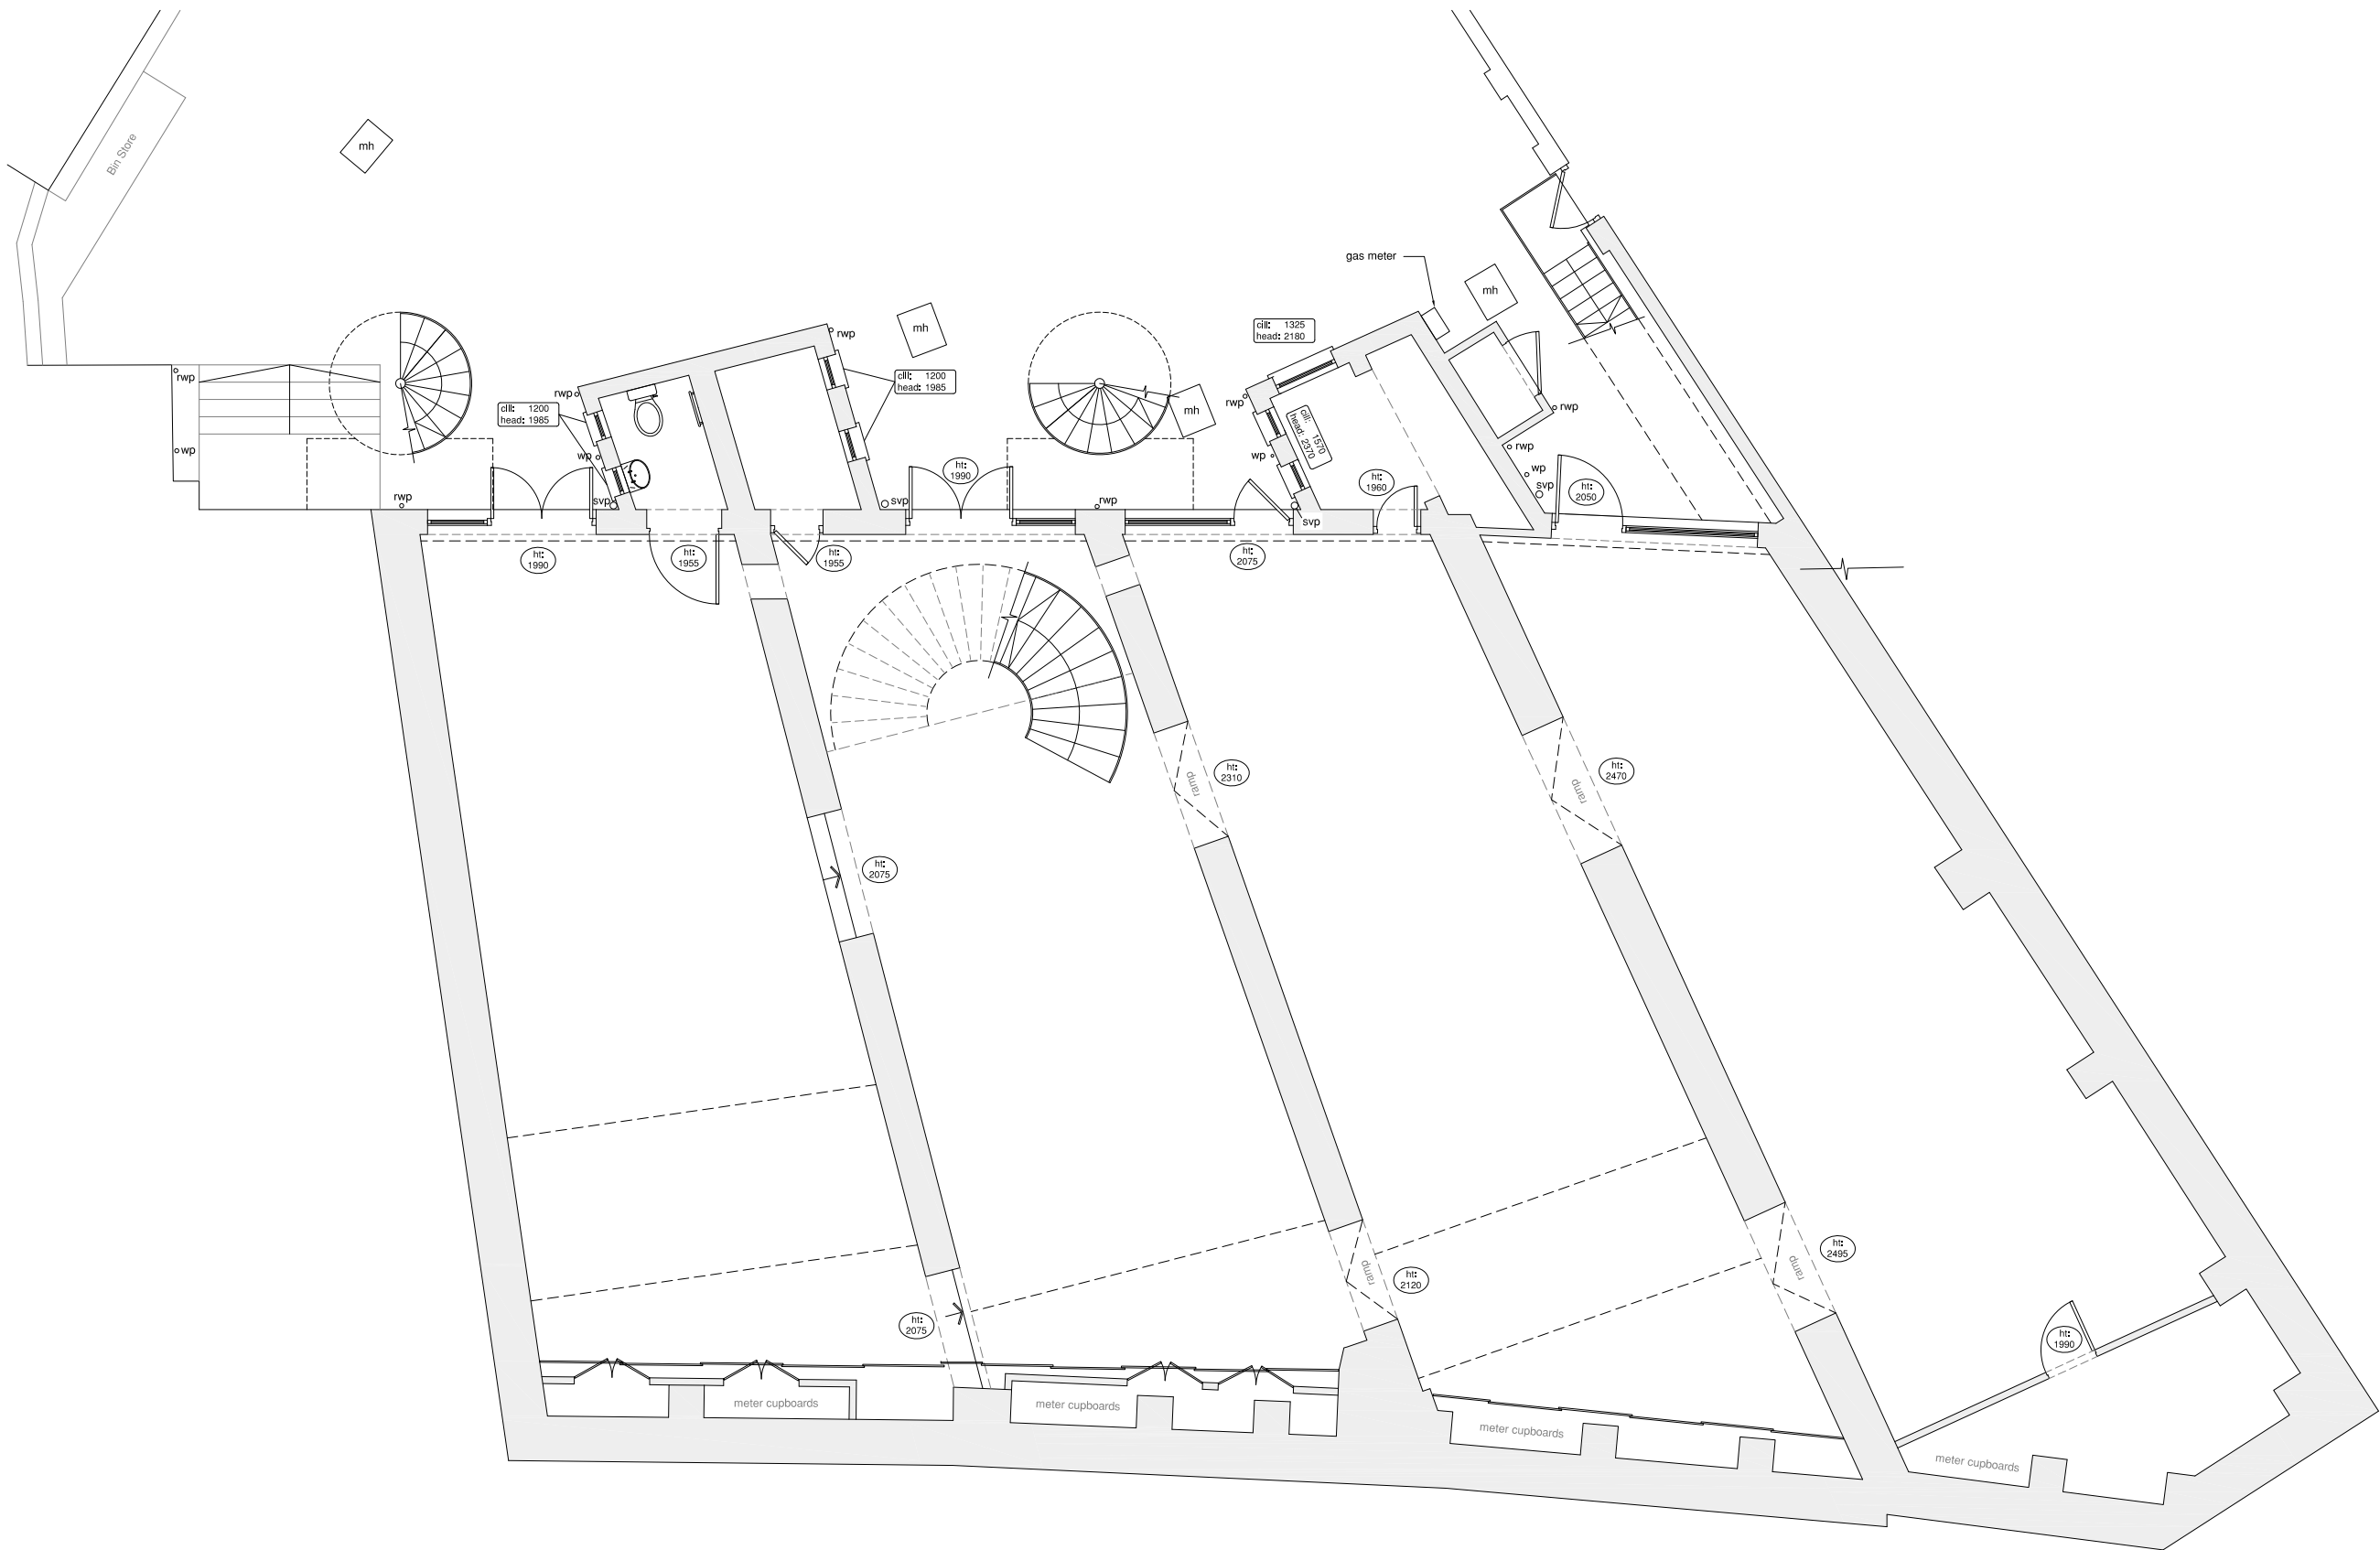 Bin Store
mh
gas meter
mh
rwp
mh
cill: 1325
head: 2180
rwp
cill: 1200
head: 1985
rwp
cill: 1200
head: 1985
mh
rwp
rwp
cill: 1570
head: 2370
wp
wp
wp
rwp
wp
ht:
1990
ht:
1960
svp
ht:
2050
rwp
svp
svp
rwp
svp
ht:
1990
ht:
1955
ht:
1955
ht:
2075
ramp
ht:
2310
ramp
ht:
2470
ht:
2075
ramp
ht:
2495
ramp
ht:
2120
ht:
2075
ht:
1990
meter cupboards
meter cupboards
meter cupboards
meter cupboards